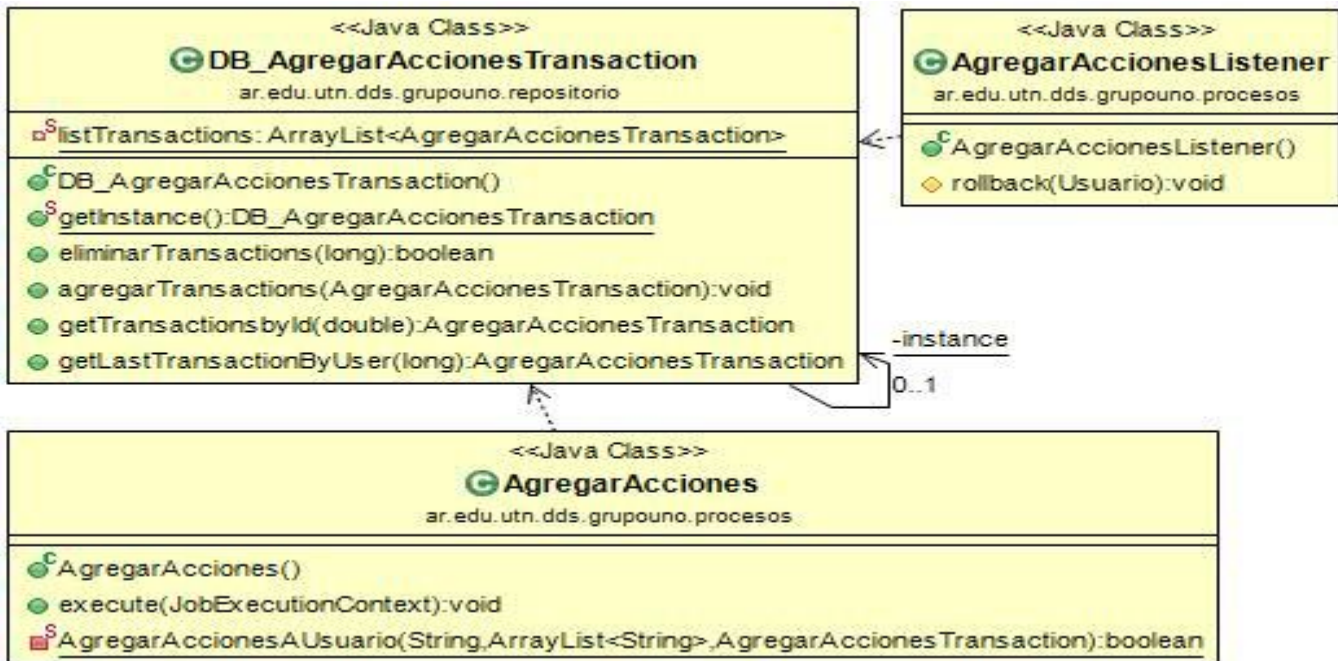 <<Java Class>>
DB_AgregarAccionesTransaction
ar.edu.utn.dds.grupouno.repositorio
listTransactions: ArrayList<AgregarAccionesTransaction>
DB_AgregarAccionesTransaction()
getInstance():DB_AgregarAccionesTransaction
eliminarTransactions(long):boolean
agregarTransactions(AgregarAccionesTransaction):void
getTransactionsbyId(double):AgregarAccionesTransaction
getLastTransactionByUser(long):AgregarAccionesTransaction
<<Java Class>>
AgregarAccionesListener
ar.edu.utn.dds.grupouno.procesos
AgregarAccionesListener()
rollback(Usuario):void
-instance
0..1
<<Java Class>>
AgregarAcciones
ar.edu.utn.dds.grupouno.procesos
AgregarAcciones()
execute(JobExecutionContext):void
AgregarAccionesAUsuario(String,ArrayList<String>,AgregarAccionesTransaction):boolean